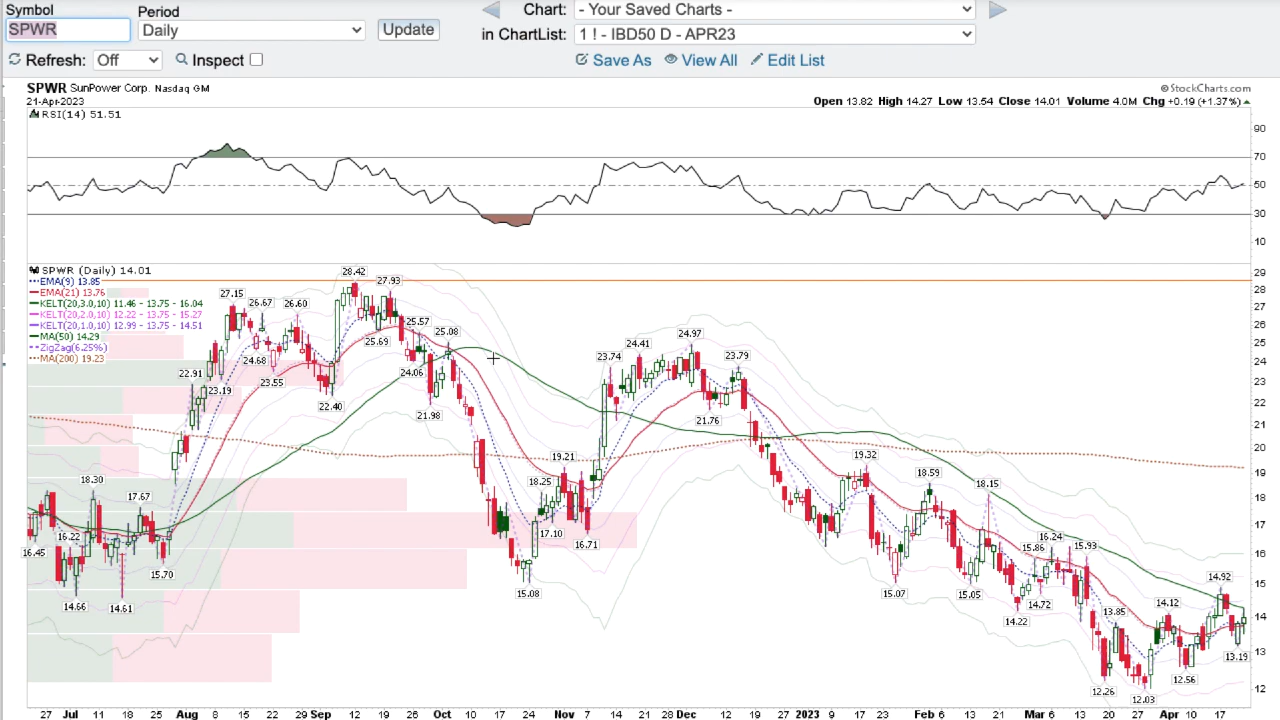 Symbol
Period
Chart: - Your Saved Charts -
SPWR
Daily
Update
in ChartList: 1 ! - IBD50 D - APR23
Refresh: Off
Inspect
Save As View All Edit List
SPWR SunPower Corp. Nasdaq GM
© StockCharts.com
21-Apr-2023
Open 13.82 High 14.27 Low 13.54 Close 14.01 Volume 4.0M Chg +0.19 (+1.37%)
RSI(14) 51.51
90
70
50
30
10
SPWR (Daily) 14.01
EMA(9) 13.85
EMA(21) 13.76
KELT(20,3.0,10) 11.46 - 13.75 - 16.04
KELT(20,2.0,10) 12.22 - 13.75 - 15.27
KELT(20,1.0,10) 12.99 - 13.75 - 14.51
MA(50) 14.29
ZigZag(6.25%)
MA(200) 19.23
29
28
27
26
25
24
23
22
21
20
19
18
17
16
15
14
13
12
16.45
16.22
14.66
18.30
14.61
17.67
15.70
22.91
23.19
27.15
24.68
26.67
23.55
26.60
22.40
28.42
25.69
27.93
24.06
25.57
21.98
25.08
15.08
18.25
17.10
19.21
16.71
23.74
24.41
24.97
21.76
23.79
19.32
15.07
18.59
15.05
18.15
14.22
15.86
14.72
16.24
15.93
12.26
13.85
12.03
14.12
12.56
14.92
13.19
27 Jul 11 18 25 Aug 8 15 22 29 Sep 12 19 26 Oct 10 17 24 Nov 7 14 21 28 Dec 12 19 27 2023 9 17 23 Feb 6 13 21 Mar 6 13 20 27 Apr 10 17